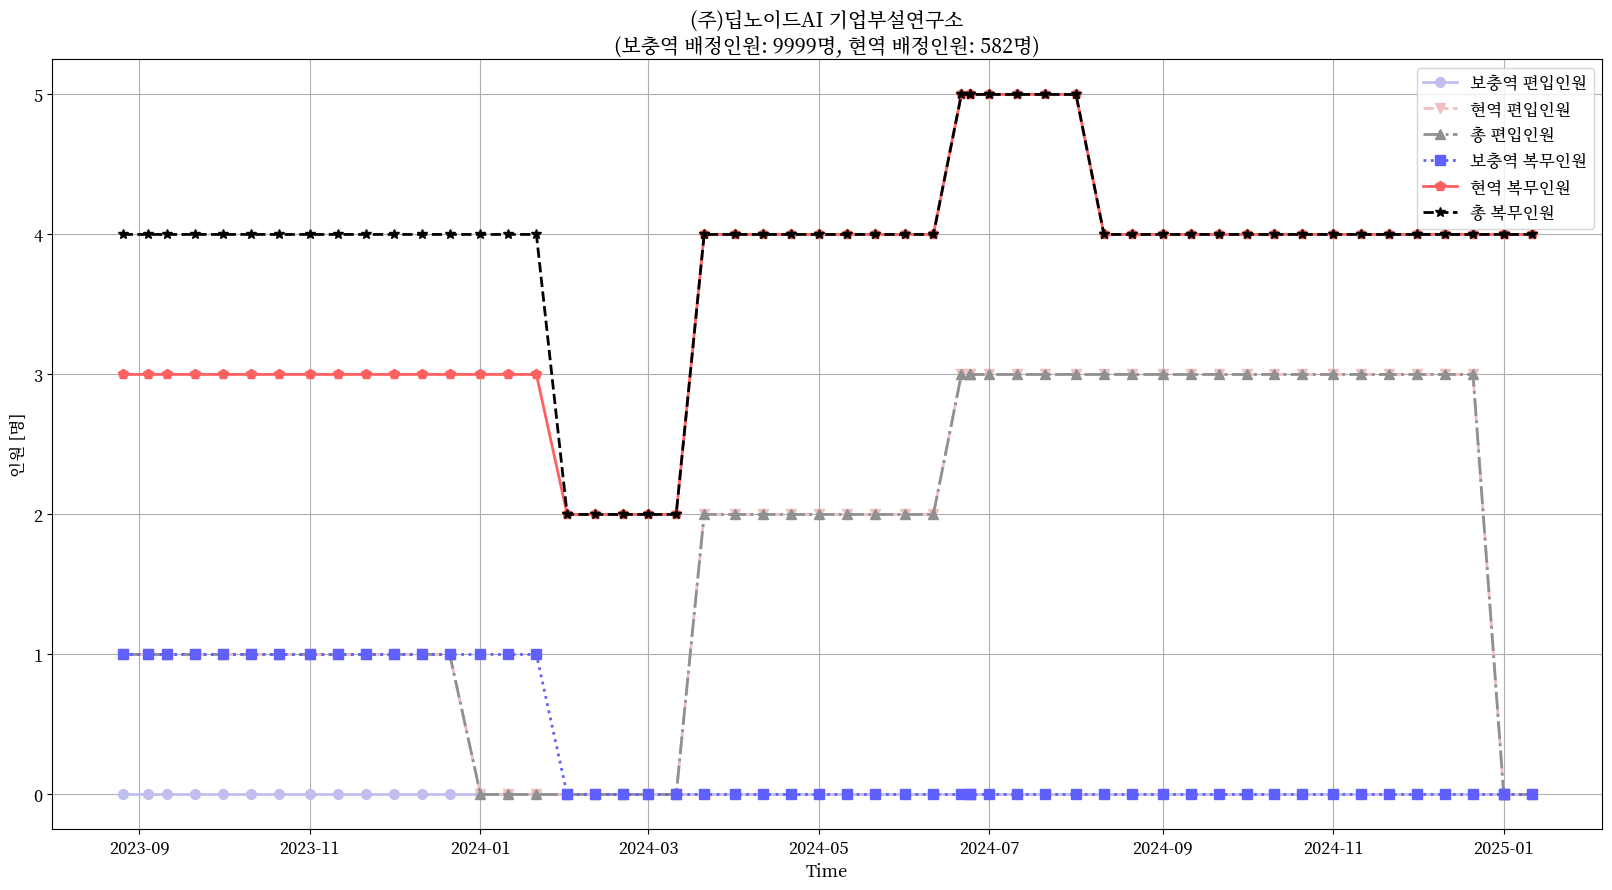 (주)딥노이드AI 기업부설연구소
(보충역 배정인원: 9999명, 현역 배정인원: 582명)
보충역 편입인원
현역 편입인원
총 편입인원
보충역 복무인원
현역 복무인원
총 복무인원
인원 [명]
5
4
3
2
1
0
2023-09
2023-11
2024-01
2024-03
2024-05
2024-07
2024-09
2024-11
2025-01
Time